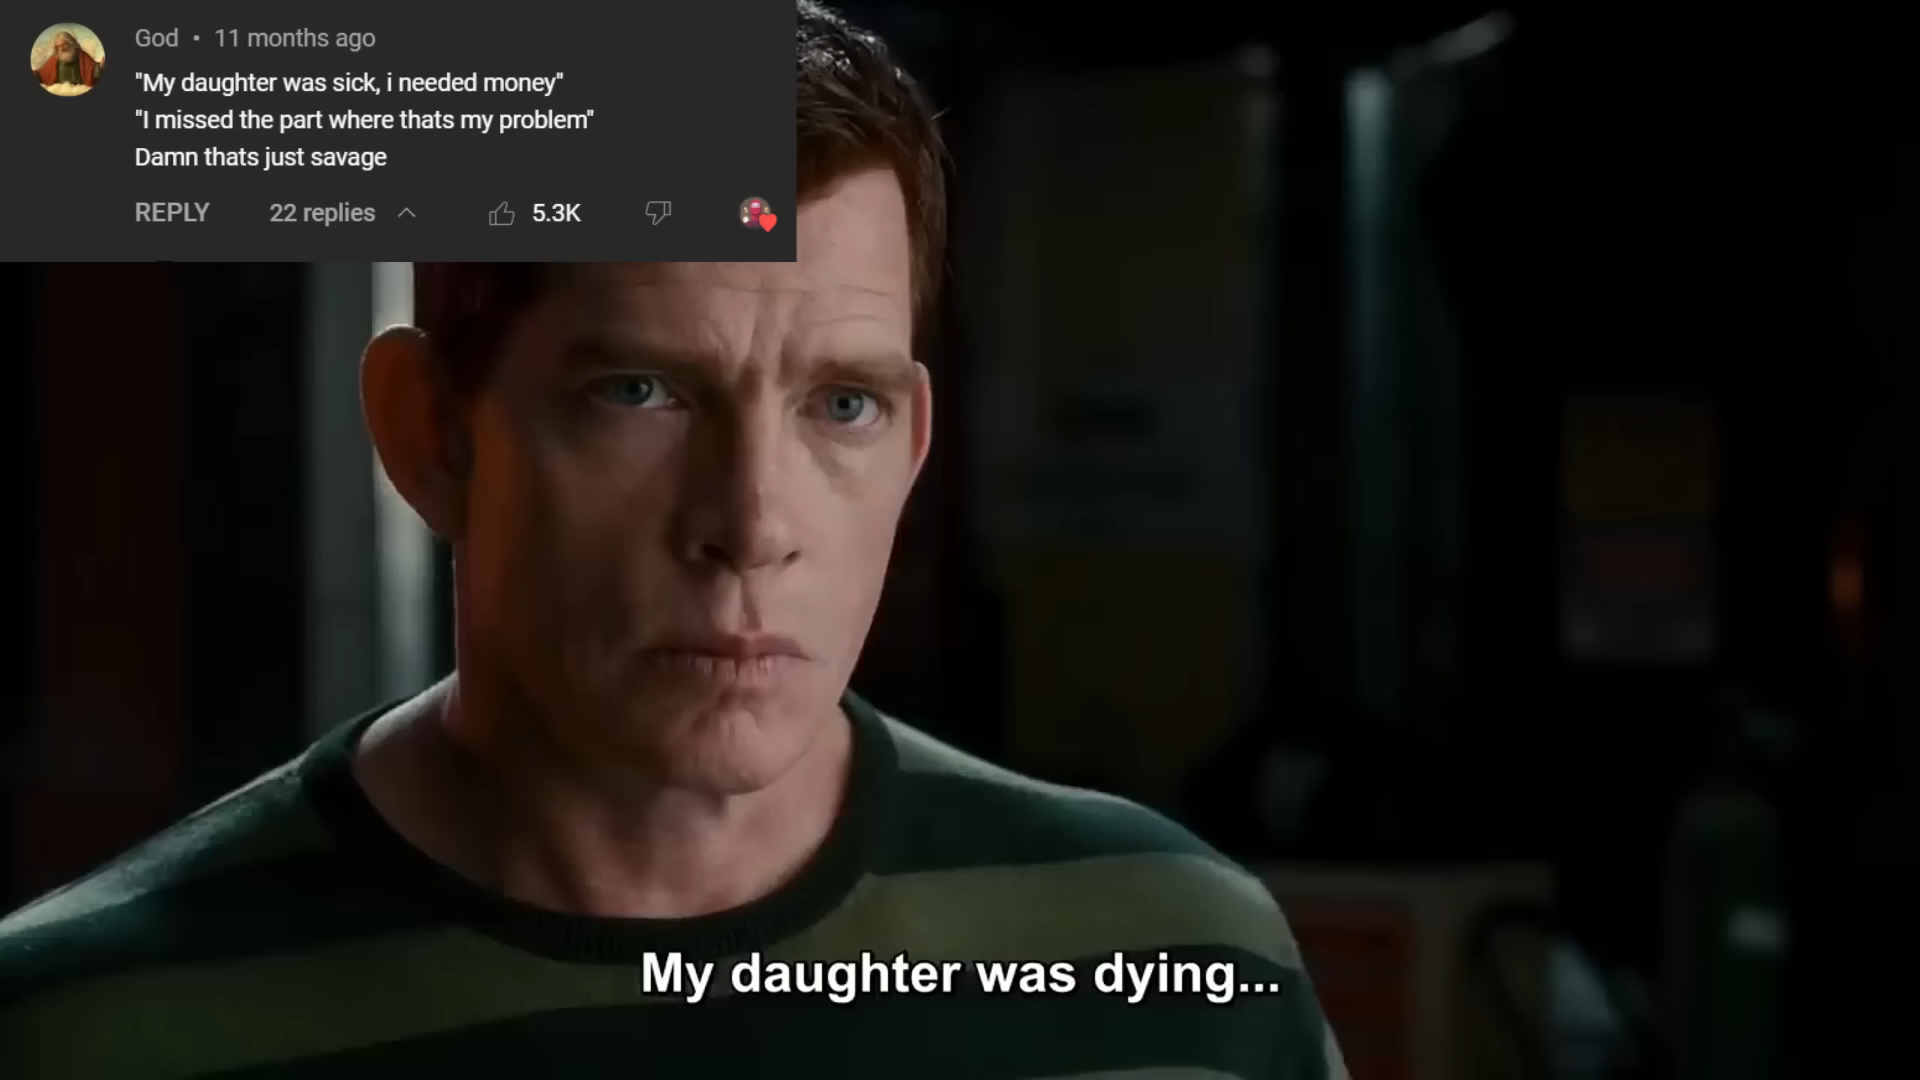 God • 11 months ago
"My daughter was sick, i needed money"
"I missed the part where thats my problem"
Damn thats just savage
REPLY 22 replies 5.3K
My daughter was dying...